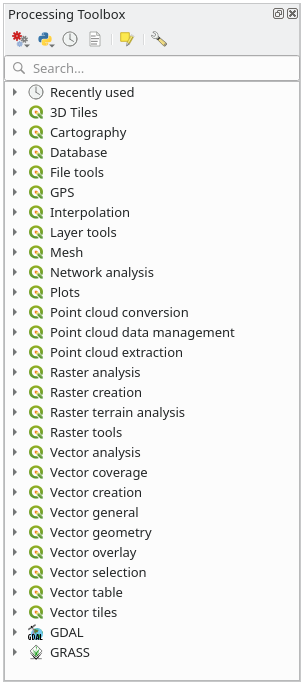 Processing Toolbox
Search...
Recently used
3D Tiles
Cartography
Database
File tools
GPS
Interpolation
Layer tools
Mesh
Network analysis
Plots
Point cloud conversion
Point cloud data management
Point cloud extraction
Raster analysis
Raster creation
Raster terrain analysis
Raster tools
Vector analysis
Vector coverage
Vector creation
Vector general
Vector geometry
Vector overlay
Vector selection
Vector table
Vector tiles
GDAL GDAL
GRASS